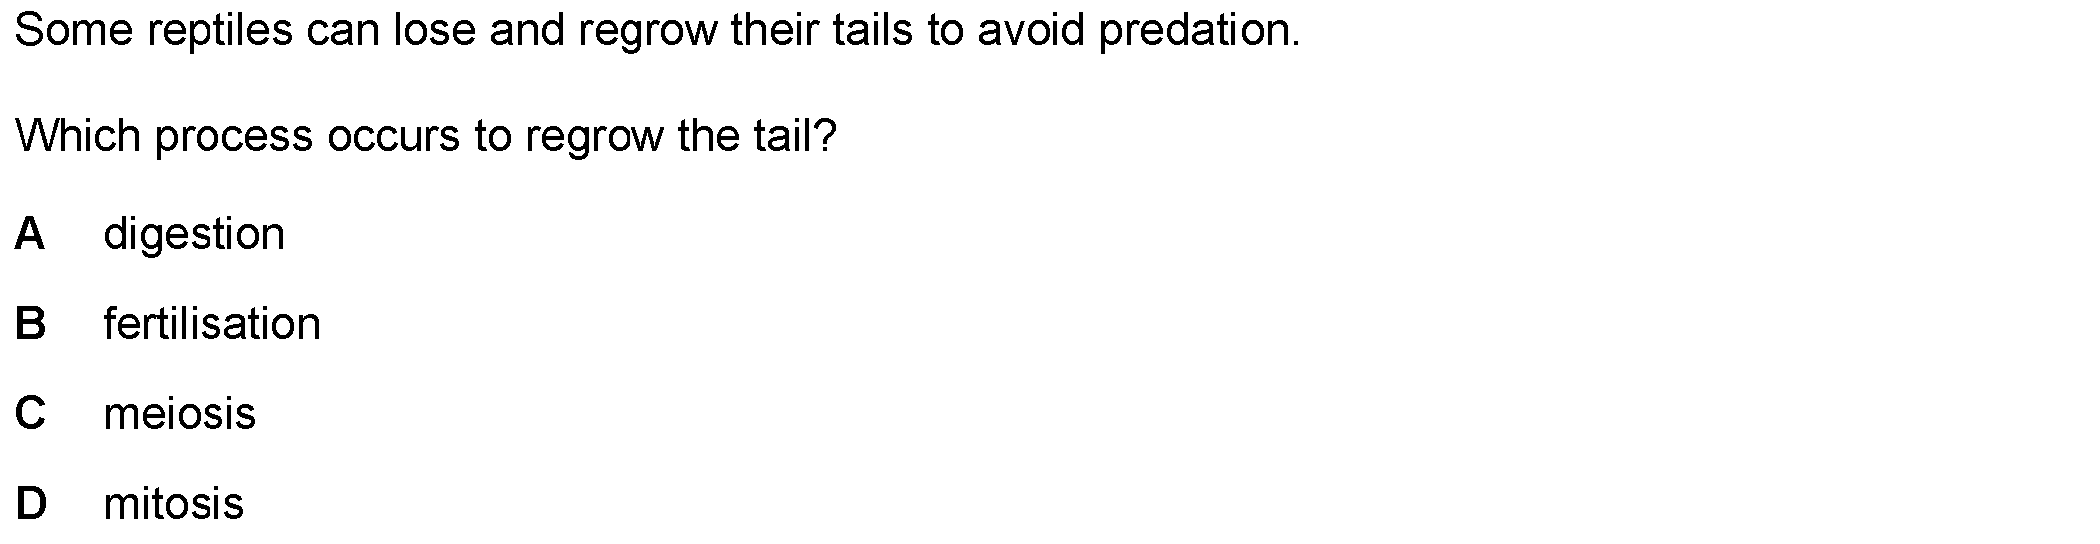 Some reptiles can lose and regrow their tails to avoid predation.
Which process occurs to regrow the tail?
A digestion
B fertilisation
C meiosis
D mitosis